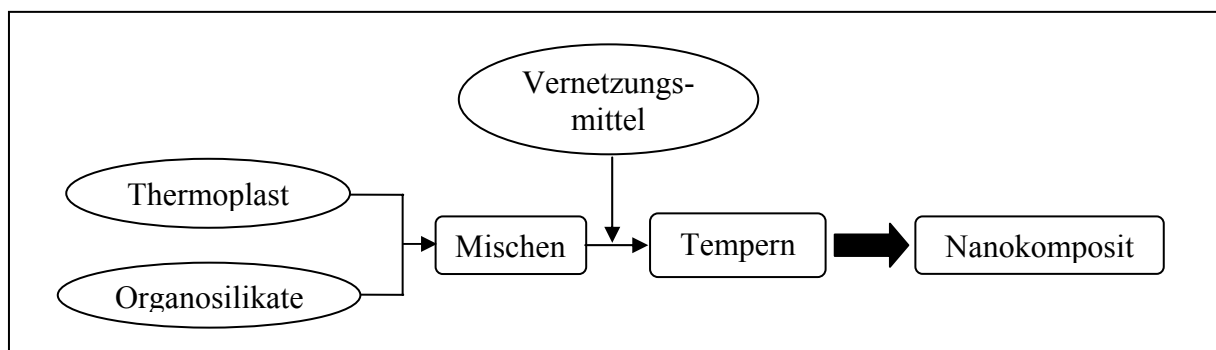 Vernetzungs-
mittel
Thermoplast
Organosilikate
Mischen
Tempern
Nanokomposit